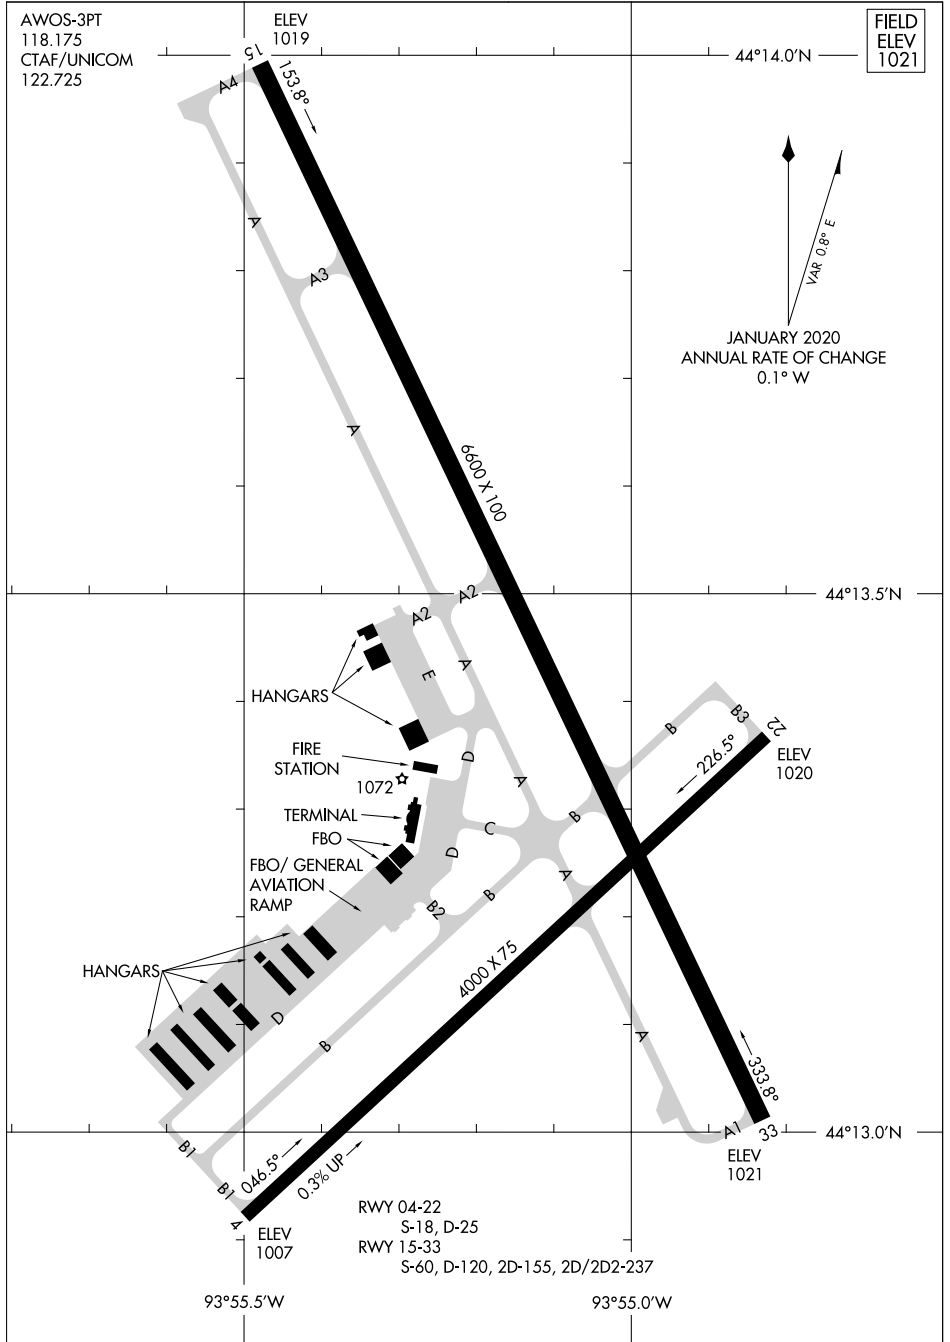 AWOS-3PT
118.175
CTAF/UNICOM
122.725
ELEV
1019
FIELD
ELEV
1021
15
153.8°
44°14.0'N
A4
A
A3
VAR 0.8° E
JANUARY 2020
ANNUAL RATE OF CHANGE
0.1° W
A
6600 X 100
44°13.5'N
A2
A2
A
E
HANGARS
B3
22
B
226.5°
ELEV
1020
FIRE
STATION
D
1072
A
TERMINAL
B
C
FBO
D
FBO/ GENERAL
AVIATION
RAMP
A
B
B2
HANGARS
4000 X 75
D
B
A
333.8°
A1
33
44°13.0'N
ELEV
1021
B1
B1
046.5°
0.3% UP
4
ELEV
1007
RWY 04-22
S-18, D-25
RWY 15-33
S-60, D-120, 2D-155, 2D/2D2-237
93°55.5'W
93°55.0'W